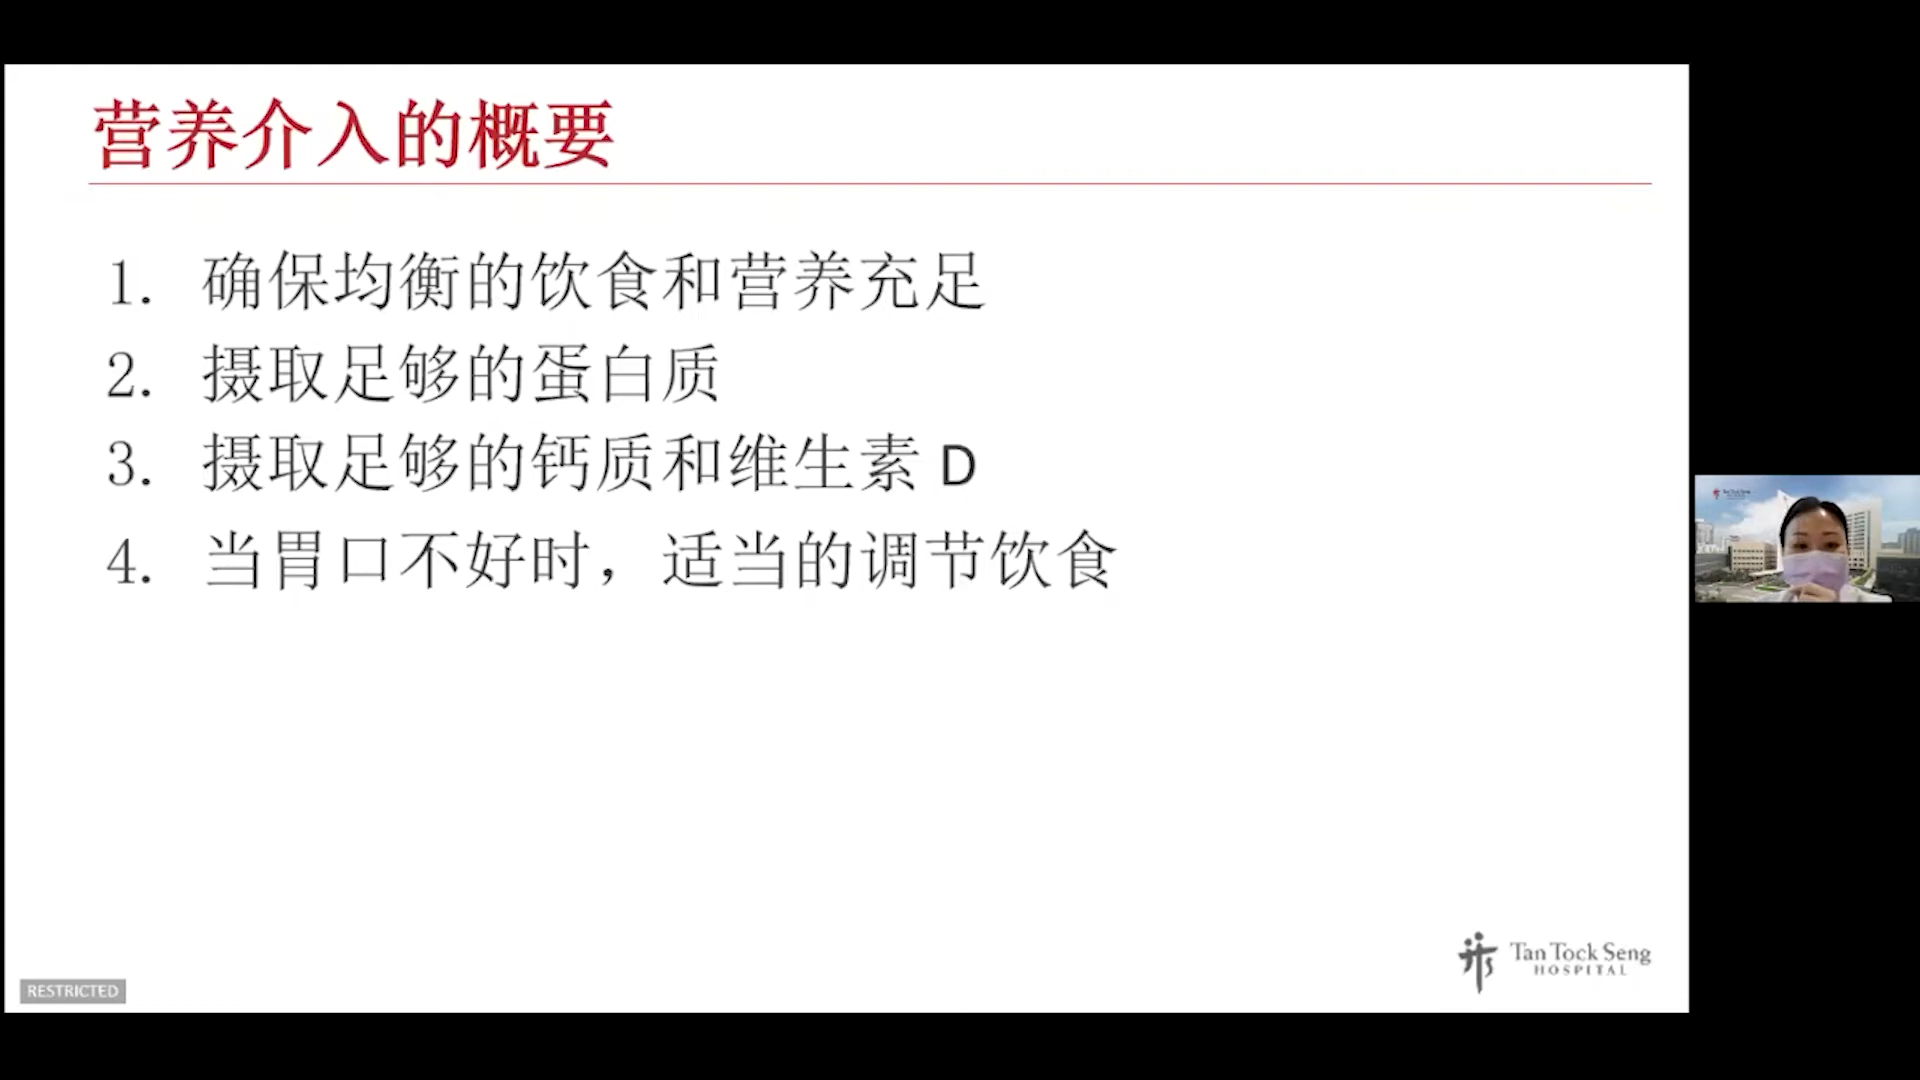 营养介入的概要
1. 确保均衡的饮食和营养充足
2. 摄取足够的蛋白质
3. 摄取足够的钙质和维生素 D
4. 当胃口不好时，适当的调节饮食
Tan Tock Seng
HOSPITAL
RESTRICTED
Tan Tock Seng